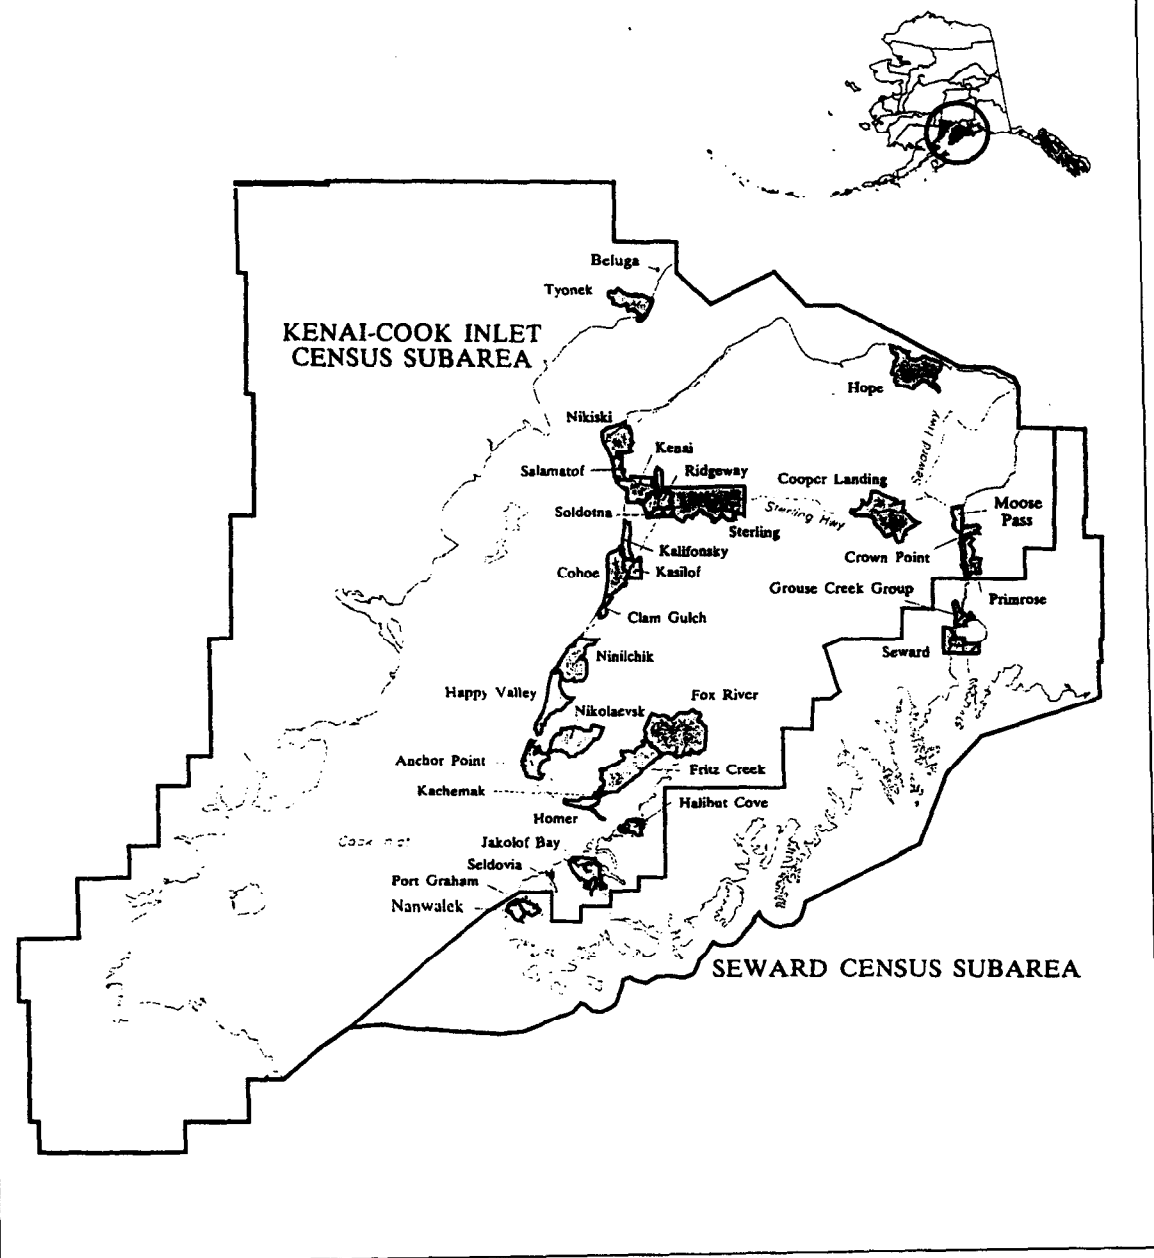 Beluga
Tyonek
KENAI-COOK INLET
CENSUS SUBAREA
Hope
Nikiski
Seward Hwy
Kenai
Salamatof
Ridgeway
Cooper Landing
Soldotna
Sterling Hwy
Moose
Pass
Sterling
Kalifonsky
Crown Point
Cohoe
Kasilof
Grouse Creek Group
Primrose
Clam Gulch
Seward
Ninilchik
Happy Valley
Fox River
Nikolaevsk
Anchor Point
Fritz Creek
Kachemak
Halibut Cove
Homer
Cook Inlet
Jakolof Bay
Seldovia
Port Graham
Nanwalek
SEWARD CENSUS SUBAREA